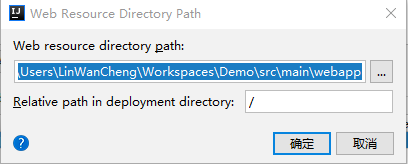 Web Resource Directory Path
Web resource directory path:
\Users\LinWanCheng\Workspaces\Demo\src\main\webapp
...
Relative path in deployment directory:
/
?
确定
取消